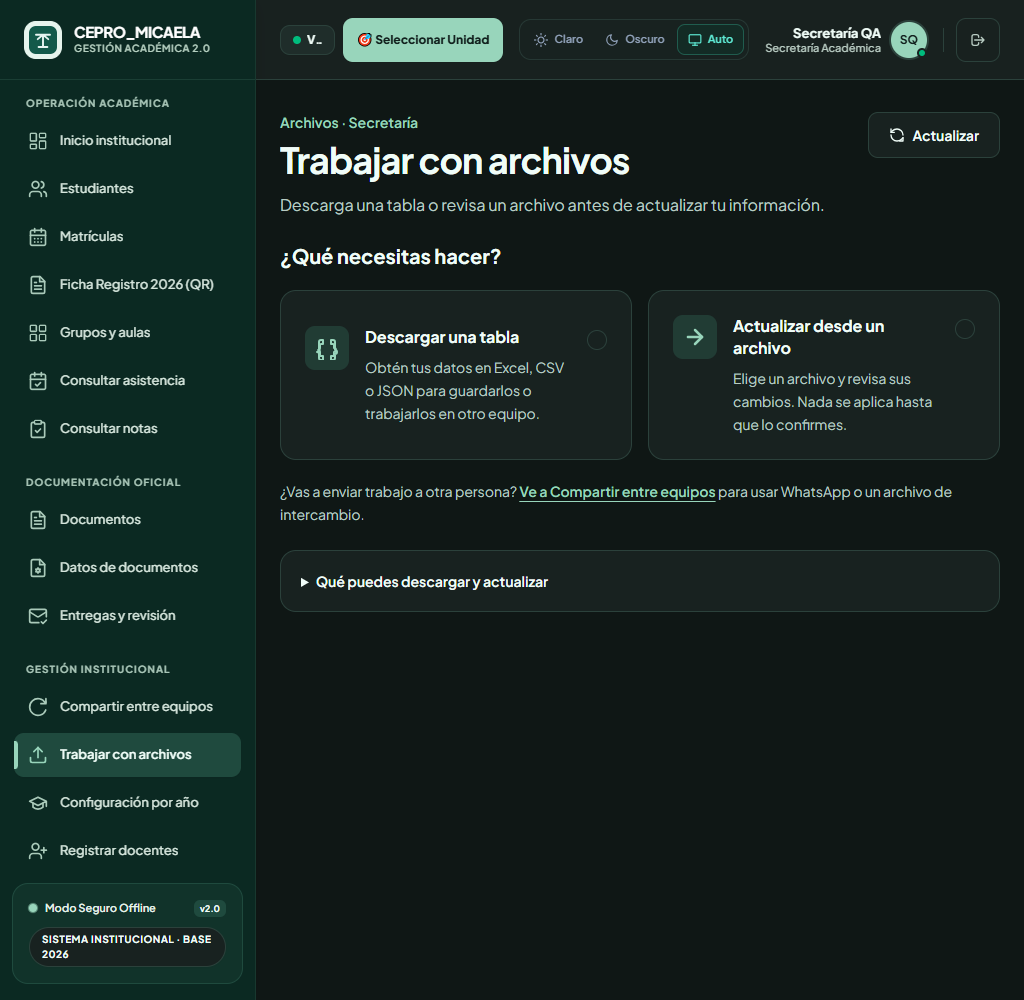 CEPRO_MICAELA
GESTIÓN ACADÉMICA 2.0
V..
Seleccionar Unidad
Claro
Oscuro
Auto
Secretaría QA
Secretaría Académica
SQ
OPERACIÓN ACADÉMICA
Inicio institucional
Estudiantes
Matrículas
Ficha Registro 2026 (QR)
Grupos y aulas
Consultar asistencia
Consultar notas
DOCUMENTACIÓN OFICIAL
Documentos
Datos de documentos
Entregas y revisión
GESTIÓN INSTITUCIONAL
Compartir entre equipos
Trabajar con archivos
Configuración por año
Registrar docentes
Modo Seguro Offline
v2.0
SISTEMA INSTITUCIONAL · BASE
2026
Archivos · Secretaría
Trabajar con archivos
Descarga una tabla o revisa un archivo antes de actualizar tu información.
Actualizar
¿Qué necesitas hacer?
Descargar una tabla
Obtén tus datos en Excel, CSV
o JSON para guardarlos o
trabajarlos en otro equipo.
Actualizar desde un
archivo
Elige un archivo y revisa sus
cambios. Nada se aplica hasta
que lo confirmes.
¿Vas a enviar trabajo a otra persona? Ve a Compartir entre equipos para usar WhatsApp o un archivo de
intercambio.
Qué puedes descargar y actualizar